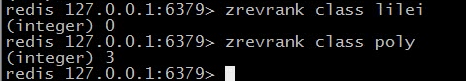 redis 127.0.0.1:6379> zrevrank class lilei
(integer) 0
redis 127.0.0.1:6379> zrevrank class poly
(integer) 3
redis 127.0.0.1:6379>